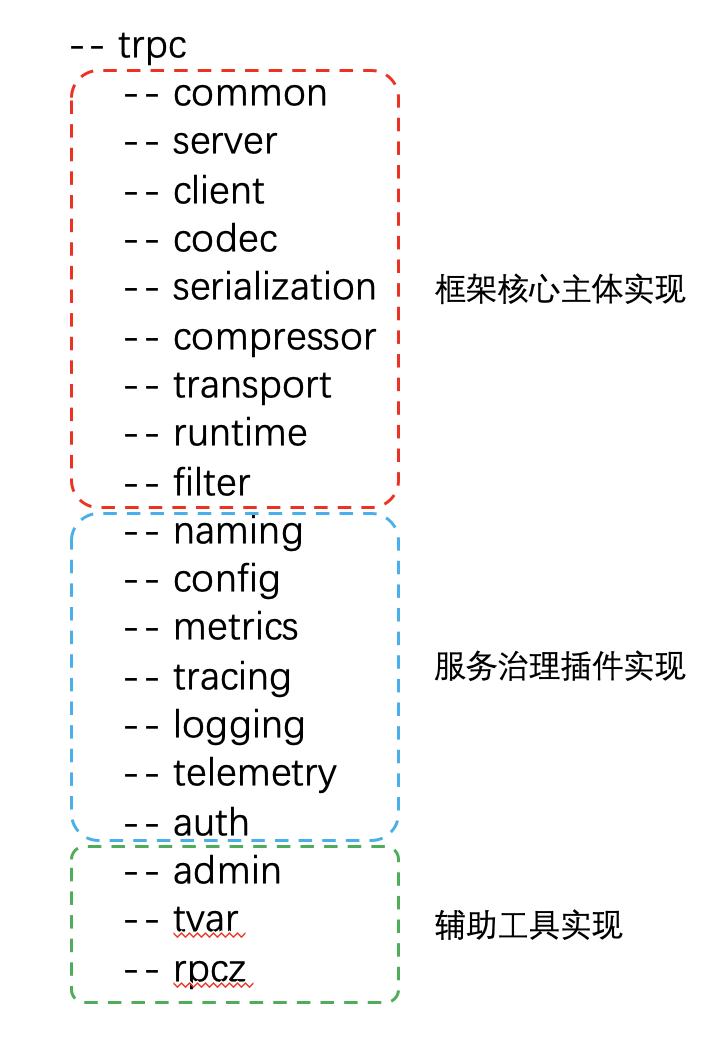 -- trpc
-- common
-- server
-- client
-- codec
-- serialization
框架核心主体实现
-- compressor
-- transport
-- runtime
-- filter
-- naming
-- config
-- metrics
-- tracing
服务治理插件实现
-- logging
-- telemetry
-- auth
-- admin
-- tvar
辅助工具实现
-- rpcz